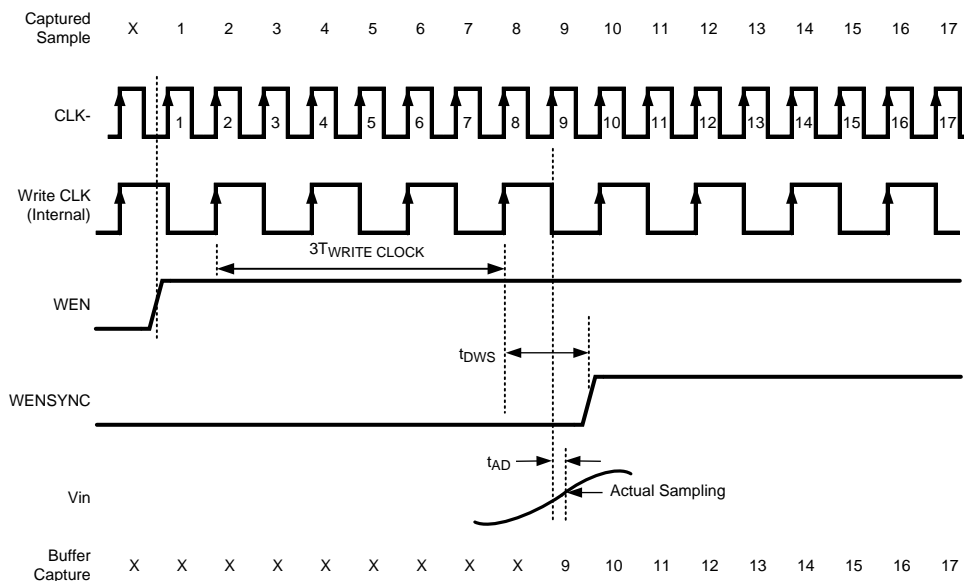 Captured
Sample X 1 2 3 4 5 6 7 8 9 10 11 12 13 14 15 16 17
CLK- 1 2 3 4 5 6 7 8 9 10 11 12 13 14 15 16 17
Write CLK
(Internal)
3TWRITE CLOCK
WEN
tDWS
WENSYNC
tAD
Vin
Actual Sampling
Buffer
Capture X X X X X X X X X 9 10 11 12 13 14 15 16 17